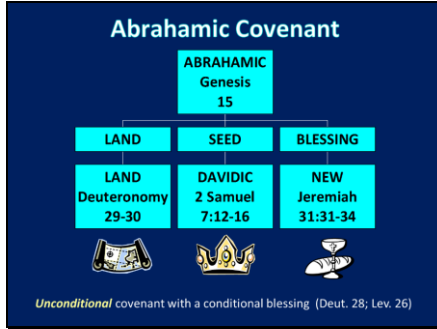 Abrahamic Covenant
ABRAHAMIC
Genesis
15
LAND
SEED
BLESSING
LAND
Deuteronomy
29-30
DAVIDIC
2 Samuel
7:12-16
NEW
Jeremiah
31:31-34
Unconditional covenant with a conditional blessing (Deut. 28; Lev. 26)